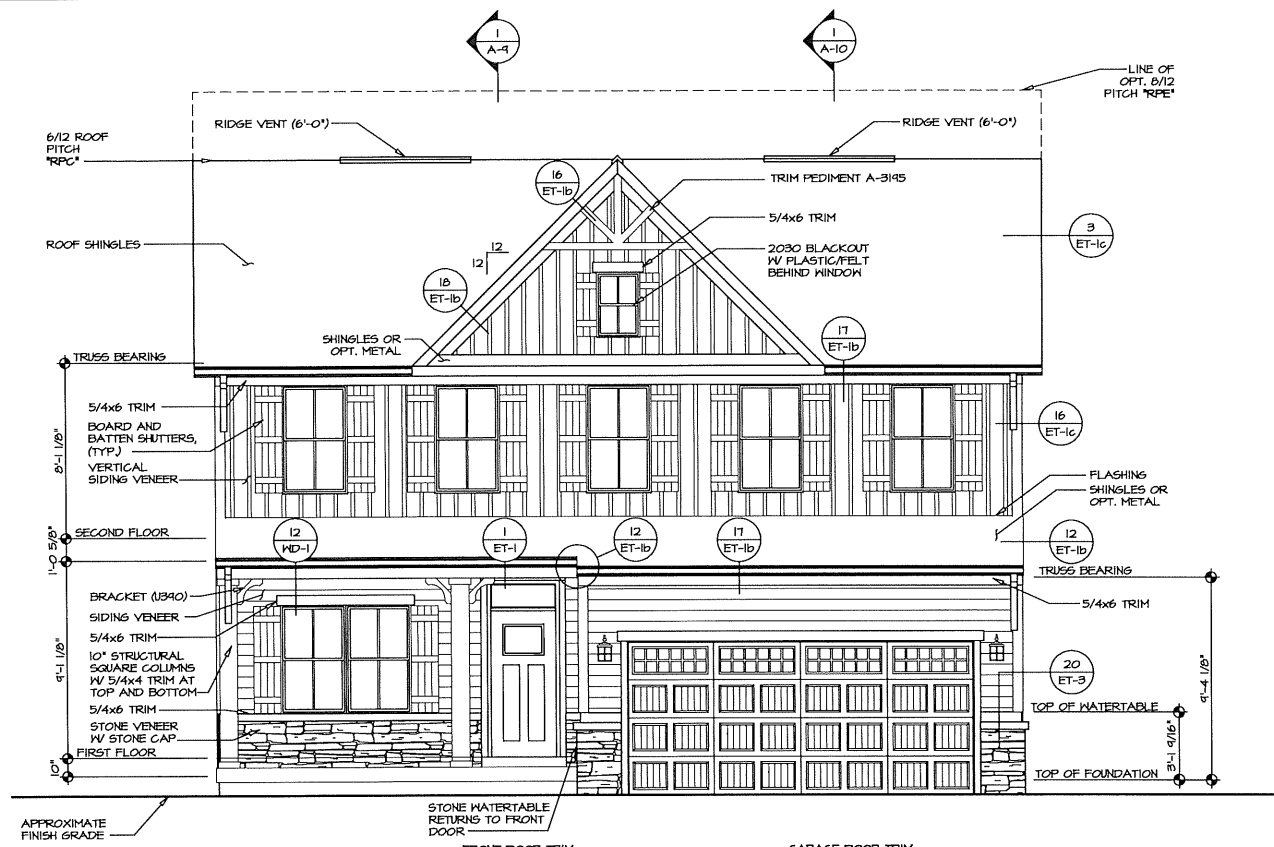 1
A-9
1
A-10
LINE OF
OPT. 8/12
PITCH "RPE"
RIDGE VENT (6'-0")
RIDGE VENT (6'-0")
6/12 ROOF
PITCH
"RPC"
16
ET-1b
TRIM PEDIMENT A-3195
5/4x6 TRIM
3
ET-1c
ROOF SHINGLES
12
12
2030 BLACKOUT
W/ PLASTIC/FELT
BEHIND WINDOW
18
ET-1b
SHINGLES OR
OPT. METAL
17
ET-1b
TRUSS BEARING
5/4x6 TRIM
BOARD AND
BATTEN SHUTTERS,
(TYP.)
VERTICAL
SIDING VENEER
8'-1 1/8"
16
ET-1c
FLASHING
SHINGLES OR
OPT. METAL
SECOND FLOOR
1'-0 5/8"
12
WD-1
1
ET-1
12
ET-1b
17
ET-1b
12
ET-1b
TRUSS BEARING
BRACKET (U390)
SIDING VENEER
5/4x6 TRIM
5/4x6 TRIM
10" STRUCTURAL
SQUARE COLUMNS
W/ 5/4x4 TRIM AT
TOP AND BOTTOM
9'-1 1/8"
20
ET-3
9'-4 1/8"
5/4x6 TRIM
STONE VENEER
W/ STONE CAP
TOP OF WATERTABLE
3'-1 9/16"
FIRST FLOOR
10"
TOP OF FOUNDATION
STONE WATERTABLE
RETURNS TO FRONT
DOOR
APPROXIMATE
FINISH GRADE